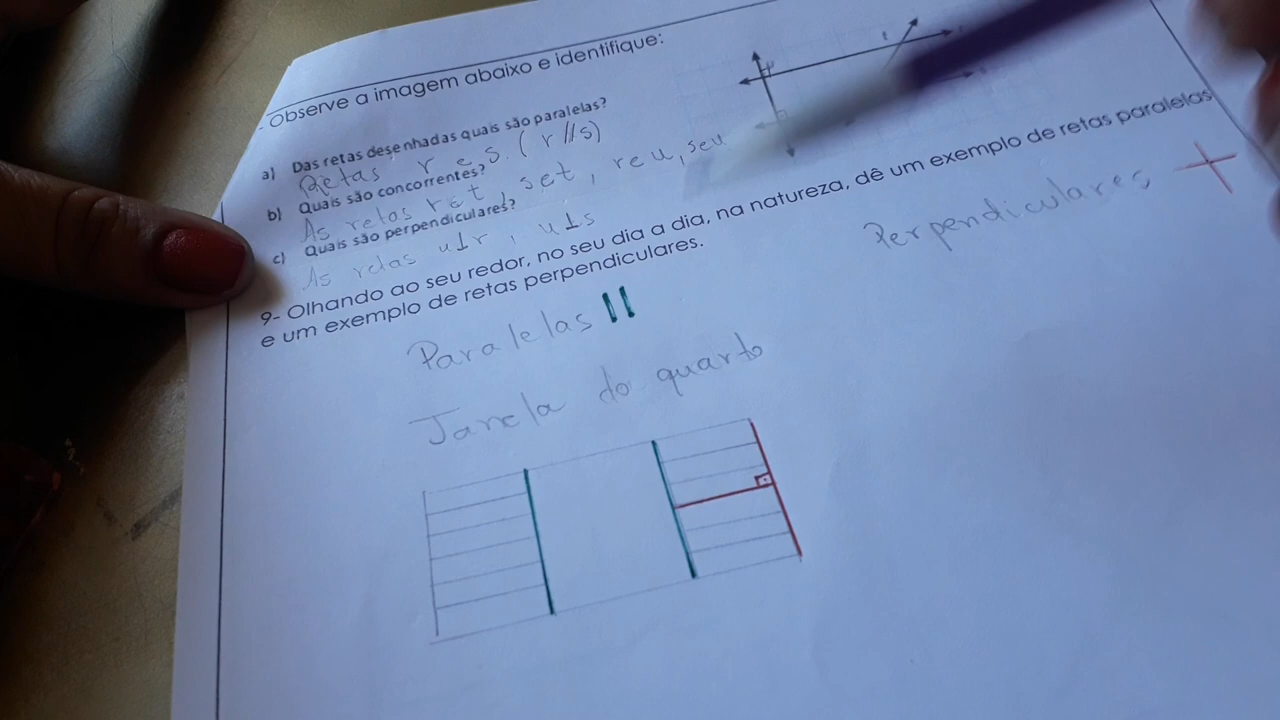 - Observe a imagem abaixo e identifique:
a) Das retas desenhadas quais são paralelas?
Retas r e s. (r//s)
b) Quais são concorrentes?
As retas r e t, s e t, r e u, s e u
c) Quais são perpendiculares?
As retas u⊥r, u⊥s
9- Olhando ao seu redor, no seu dia a dia, na natureza, dê um exemplo de retas paralelas
e um exemplo de retas perpendiculares.
Paralelas
Perpendiculares
Janela do quarto